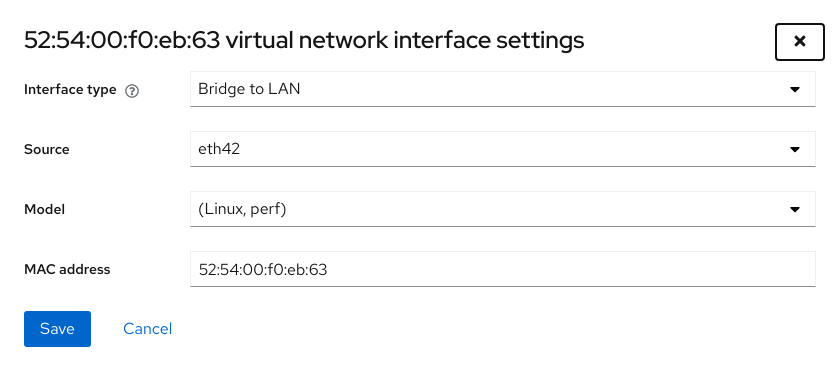 52:54:00:f0:eb:63 virtual network interface settings
Interface type
Bridge to LAN
Source
eth42
Model
(Linux, perf)
MAC address
52:54:00:f0:eb:63
Save
Cancel